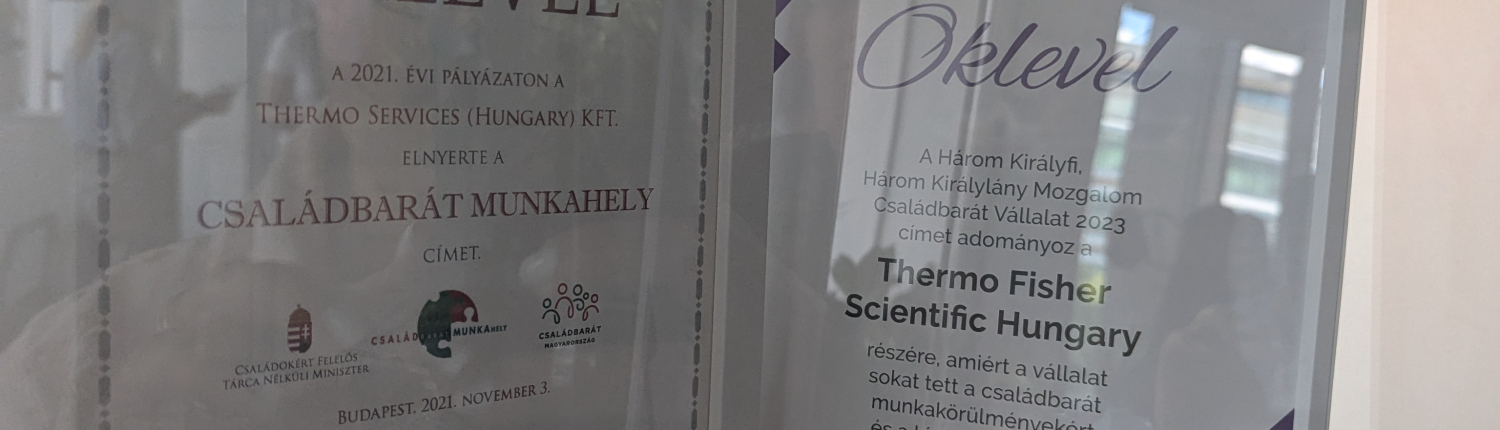 A 2021. ÉVI PÁLYÁZATON A
THERMO SERVICES (HUNGARY) KFT.
ELNYERTE A
CSALÁDBARÁT MUNKAHELY
CÍMET.
CSALÁDOKÉRT FELELŐS
TÁRCA NÉLKÜLI MINISZTER
CSALÁDBARÁT MUNKAHELY
CSALÁDBARÁT
MAGYARORSZÁG
BUDAPEST, 2021. NOVEMBER 3.
Oklevél
A Három Királyfi,
Három Királylány Mozgalom
Családbarát Vállalat 2023
címet adományoz a
Thermo Fisher
Scientific Hungary
részére, amiért a vállalat
sokat tett a családbarát
munkakörülményekért